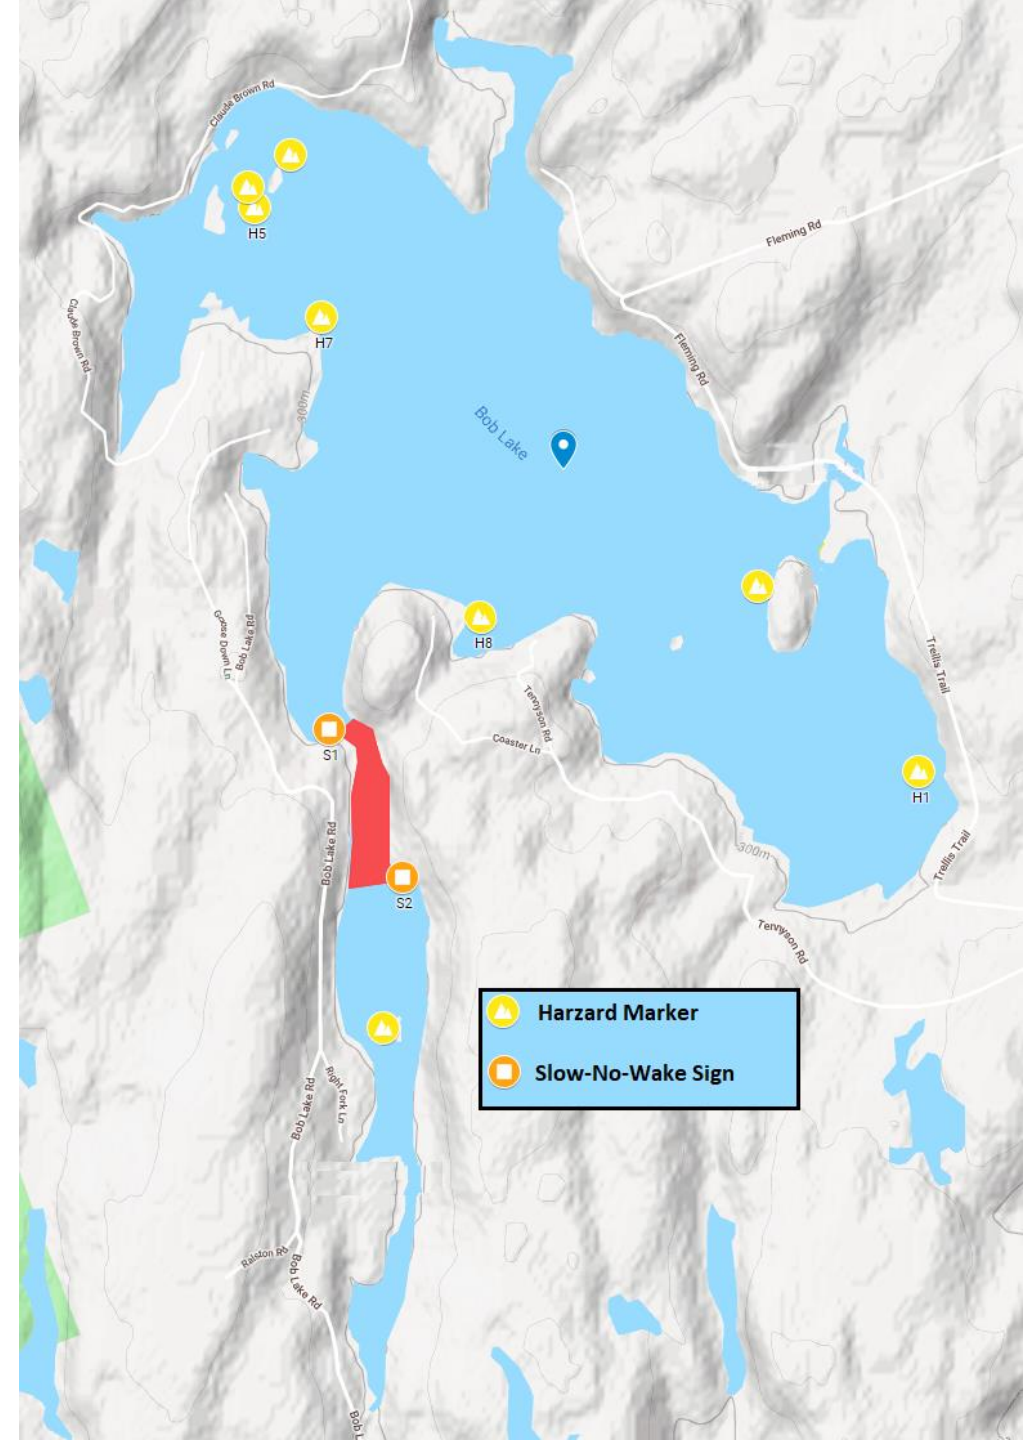 Claude Brown Rd
H5
Fleming Rd
Claude Brown Rd
H7
300m
Fleming Rd
Bob Lake
Goose Down Ln
Bob Lake Rd
H8
Trellis Trail
Tennyson Rd
Coaster Ln
S1
H1
Bob Lake Rd
300m
Trellis Trail
S2
Tennyson Rd
Harzard Marker
Slow-No-Wake Sign
Right Fork Ln
Bob Lake Rd
Ralston Rd
Bob Lake Rd
Bob L